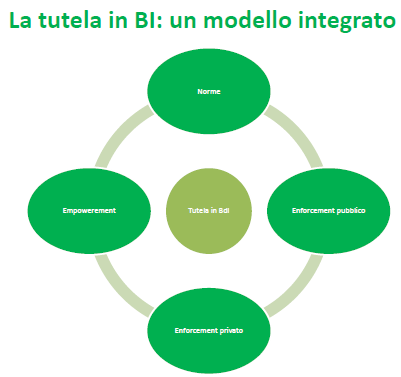 La tutela in BI: un modello integrato
Norme
Empowerement
Tutela in BdI
Enforcement pubblico
Enforcement privato